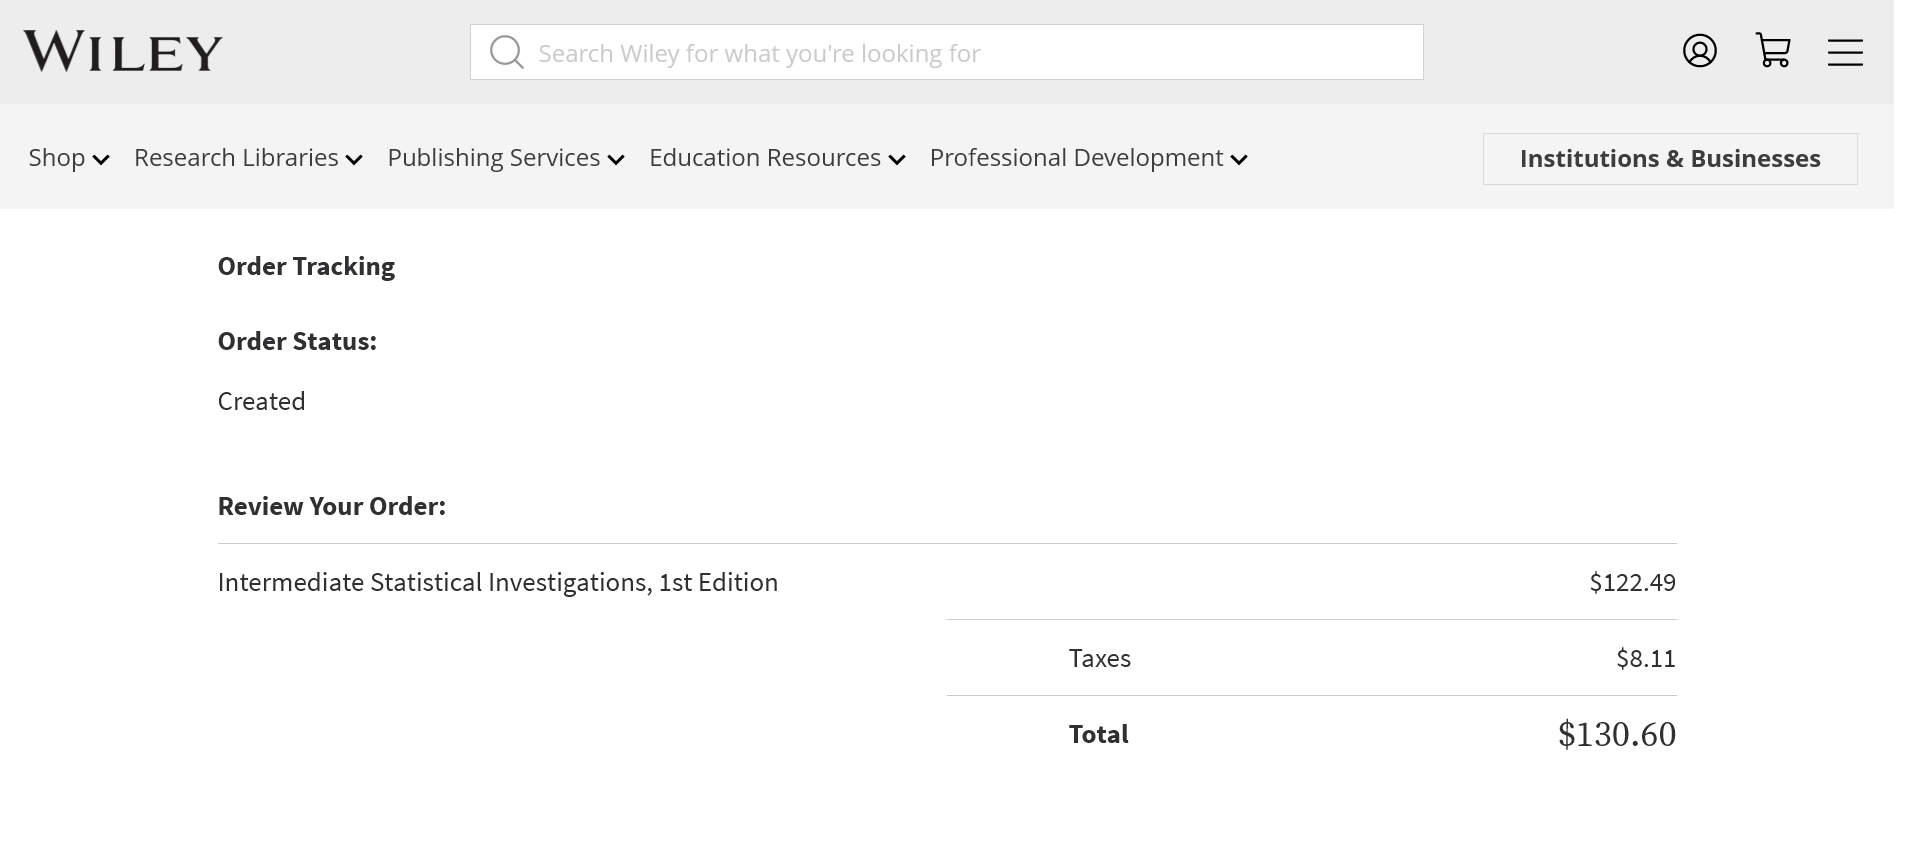 WILEY
Search Wiley for what you're looking for
Shop Research Libraries Publishing Services Education Resources Professional Development Institutions & Businesses
Order Tracking
Order Status:
Created
Review Your Order:
Intermediate Statistical Investigations, 1st Edition $122.49
Taxes $8.11
Total $130.60